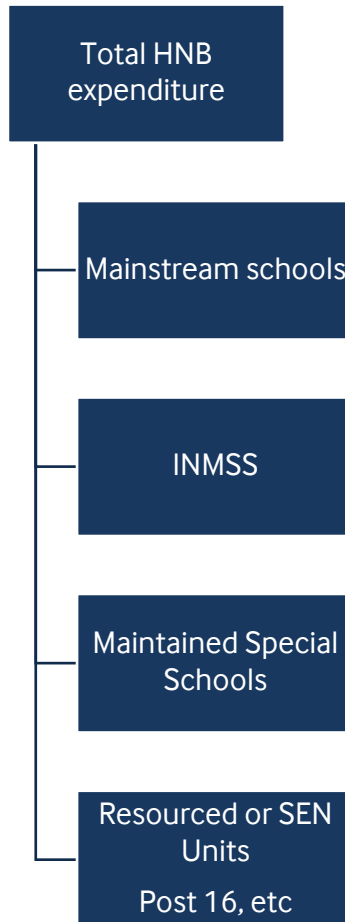 Total HNB
expenditure
Mainstream schools
INMSS
Maintained Special
Schools
Resourced or SEN
Units
Post 16, etc